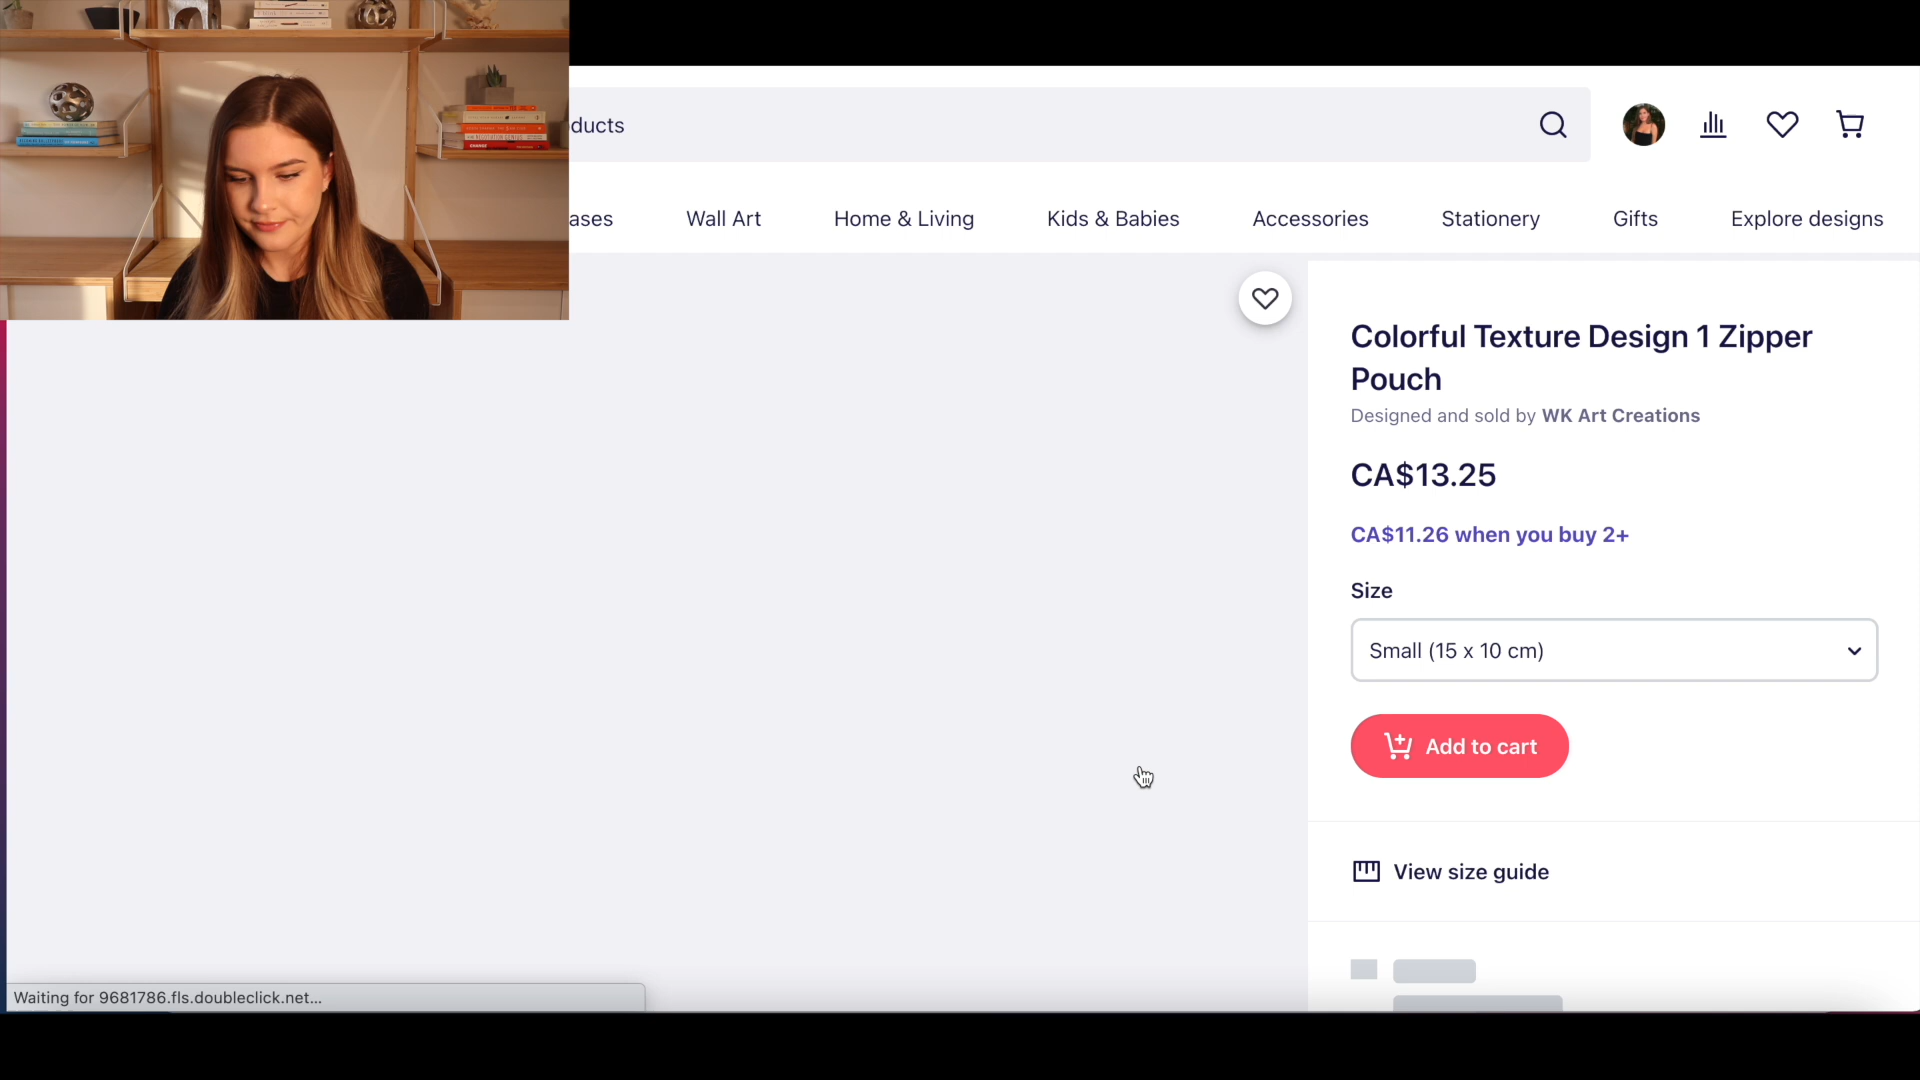 ducts
ases
Wall Art
Home & Living
Kids & Babies
Accessories
Stationery
Gifts
Explore designs
Colorful Texture Design 1 Zipper
Pouch
Designed and sold by WK Art Creations
CA$13.25
CA$11.26 when you buy 2+
Size
Small (15 x 10 cm)
Add to cart
View size guide
Waiting for 9681786.fls.doubleclick.net...